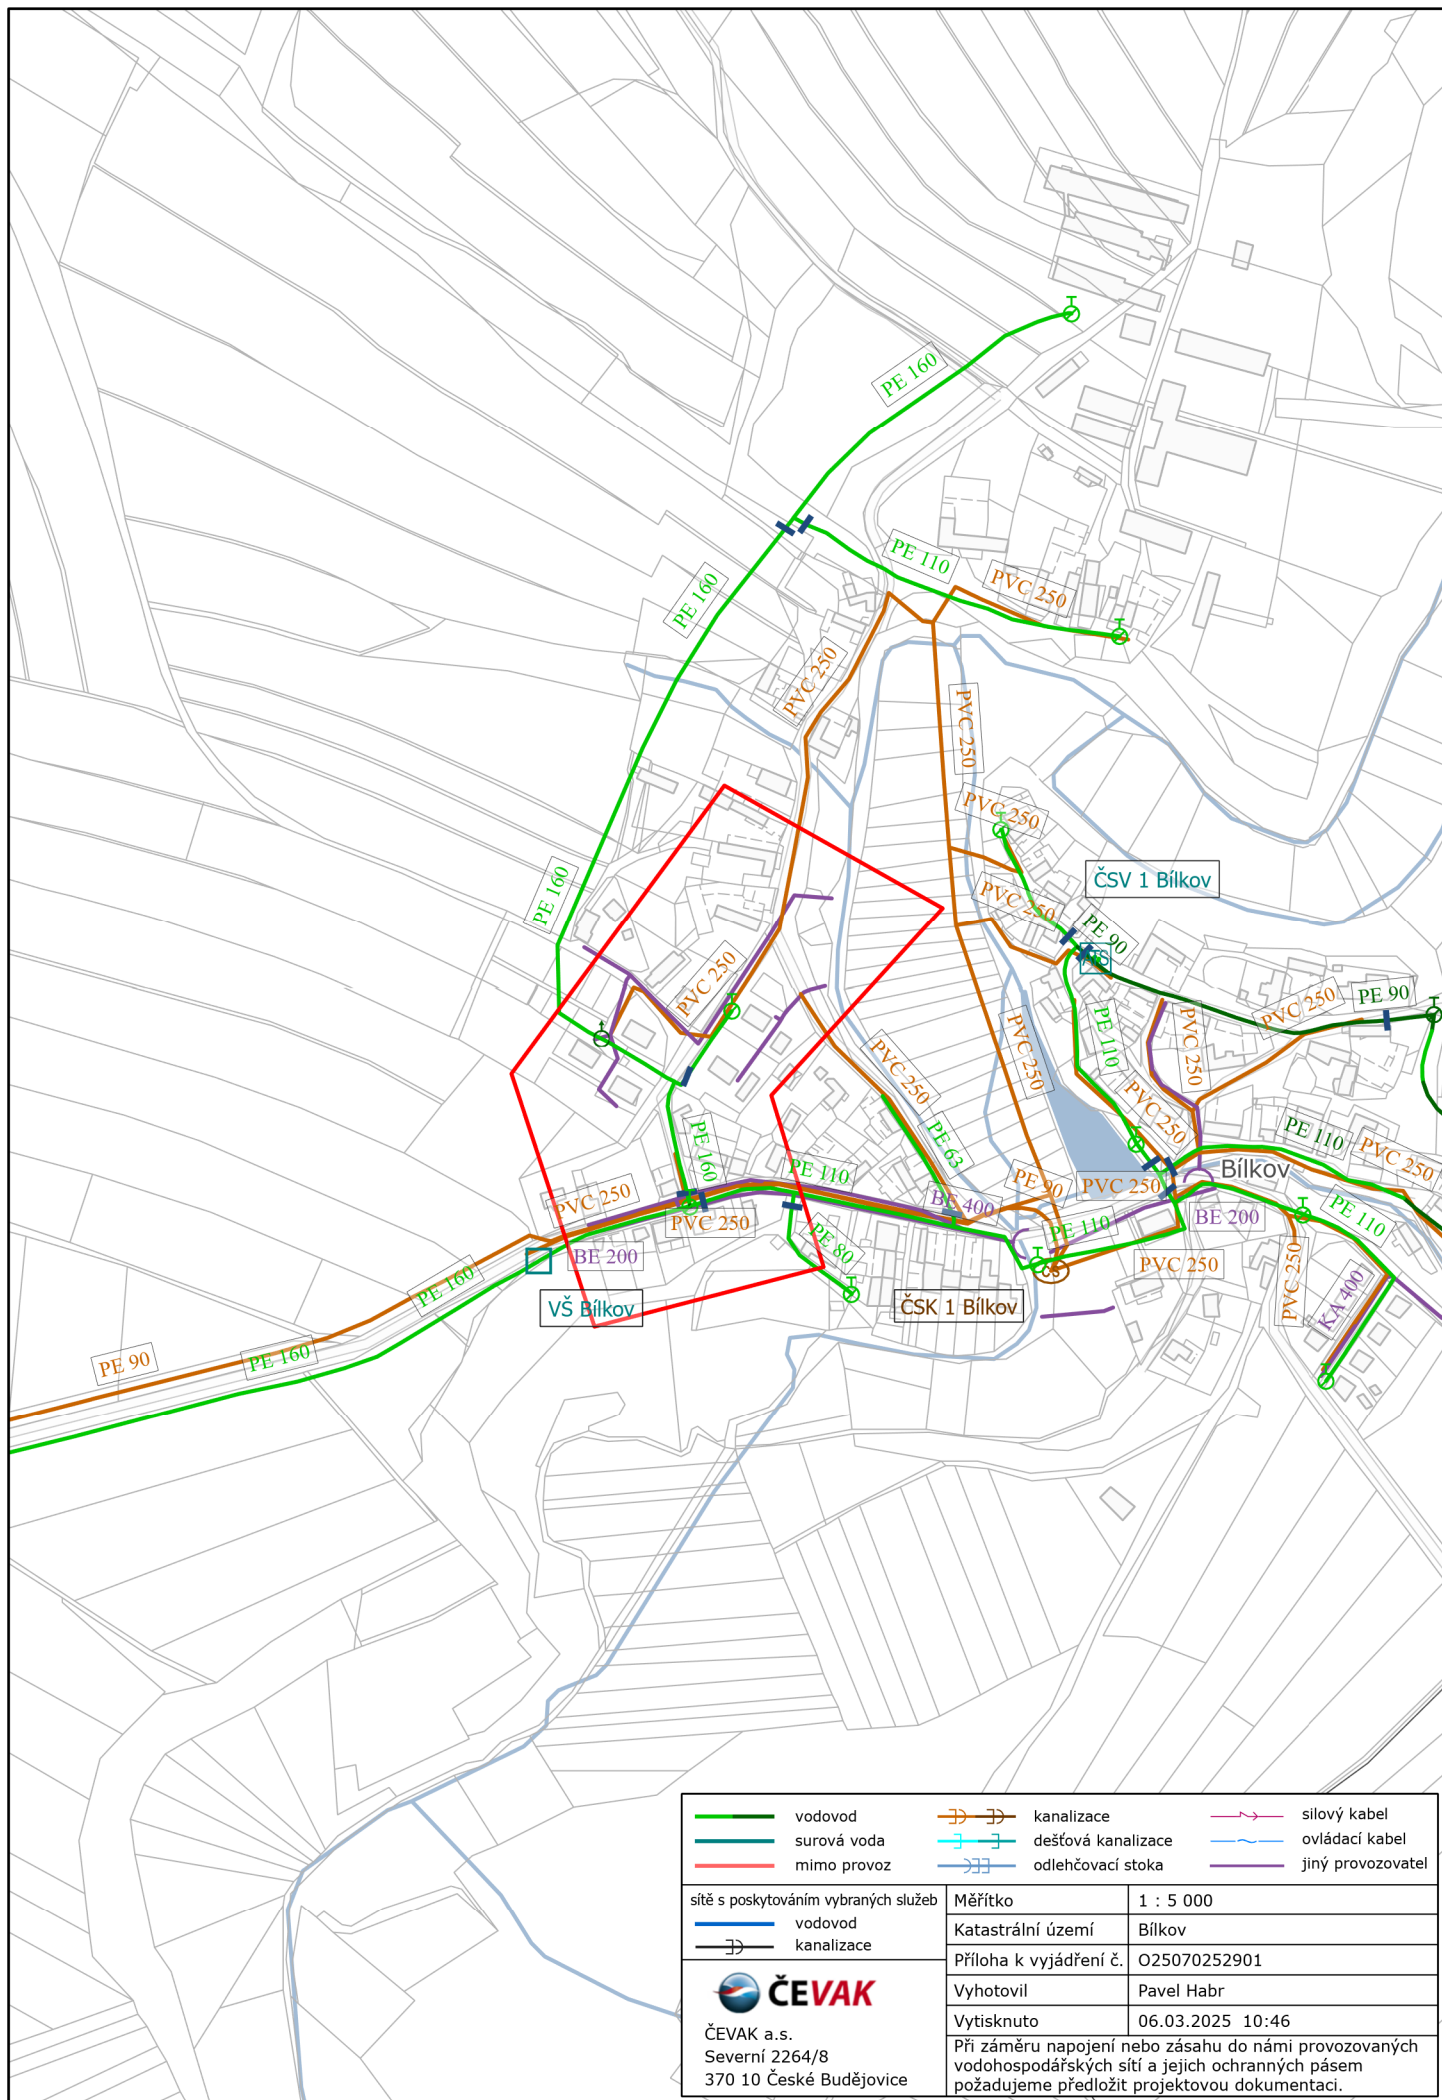 PE 160
PE 110
PVC 250
PE 160
PVC 250
PVC 250
PVC 250
ČSV 1 Bílkov
PE 160
PVC 250
PE 90
ATS
PVC 250
PE 90
PVC 250
PVC 250
PE 110
PVC 250
PVC 250
PVC 250
PE 110
PE 63
PE 160
PE 110
PVC 250
Bílkov
PE 90
PVC 250
PVC 250
BE 400
PVC 250
BE 200
PE 110
PE 110
BE 200
PE 80
PVC 250
PVC 250
ČS
PE 160
VŠ Bílkov
ČSK 1 Bílkov
KA 400
PE 90
PE 160
vodovod
kanalizace
silový kabel
surová voda
dešťová kanalizace
ovládací kabel
mimo provoz
odlehčovací stoka
jiný provozovatel
sítě s poskytováním vybraných služeb
vodovod
kanalizace
Měřítko 1 : 5 000
Katastrální území Bílkov
Příloha k vyjádření č. O25070252901
Vyhotovil Pavel Habr
Vytisknuto 06.03.2025 10:46
ČEVAK
ČEVAK a.s.
Severní 2264/8
370 10 České Budějovice
Při záměru napojení nebo zásahu do námi provozovaných
vodohospodářských sítí a jejich ochranných pásem
požadujeme předložit projektovou dokumentaci.